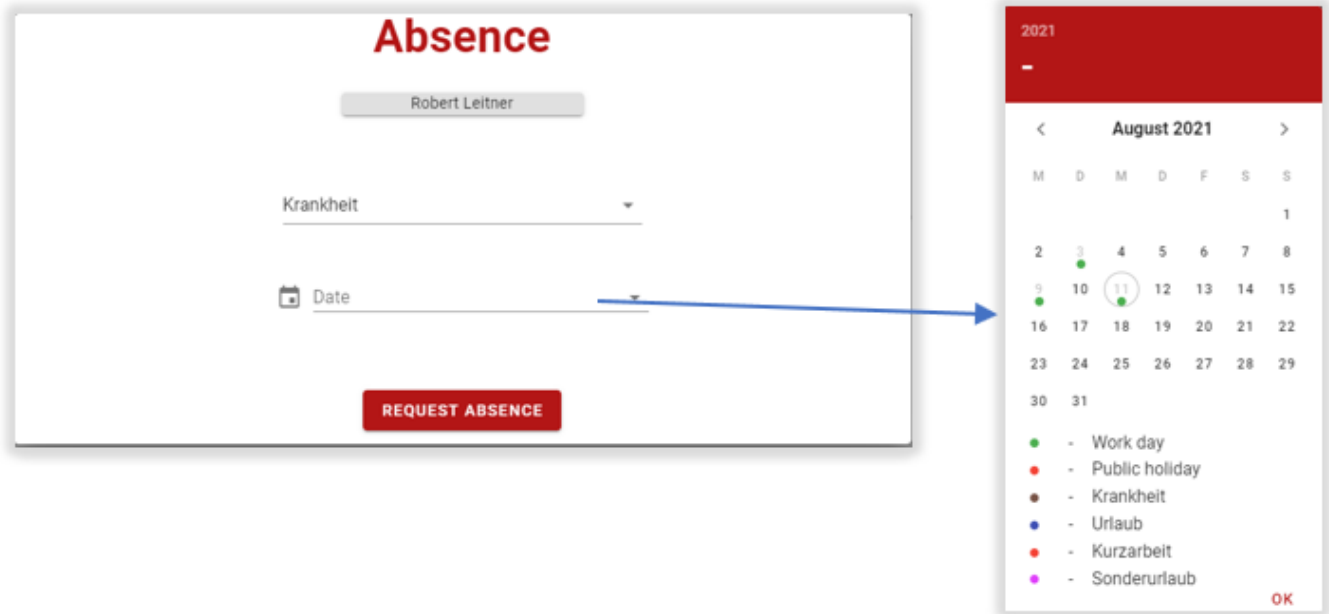 Absence
Robert Leitner
Krankheit
Date
REQUEST ABSENCE
2021
-
< August 2021 >
M D M D F S S
1
2 3 4 5 6 7 8
9 10 11 12 13 14 15
16 17 18 19 20 21 22
23 24 25 26 27 28 29
30 31
- Work day
- Public holiday
- Krankheit
- Urlaub
- Kurzarbeit
- Sonderurlaub
OK